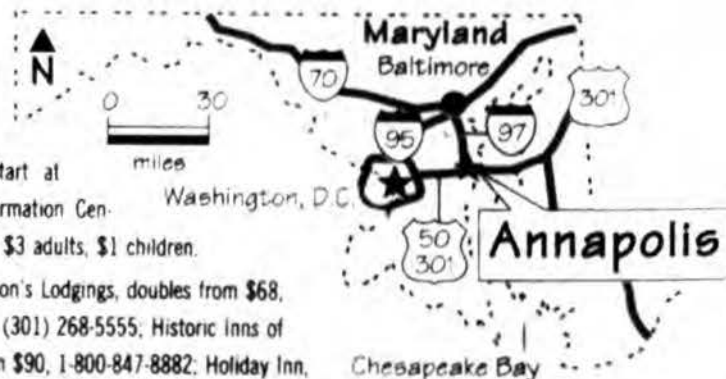 Maryland
Baltimore
N
70
301
0 30
95
97
miles
Washington, D.C.
50
301
Annapolis
Chesapeake Bay
tart at
rmation Cen-
$3 adults, $1 children.
on's Lodgings, doubles from $68,
(301) 268-5555; Historic Inns of
$90, 1-800-847-8882; Holiday Inn,